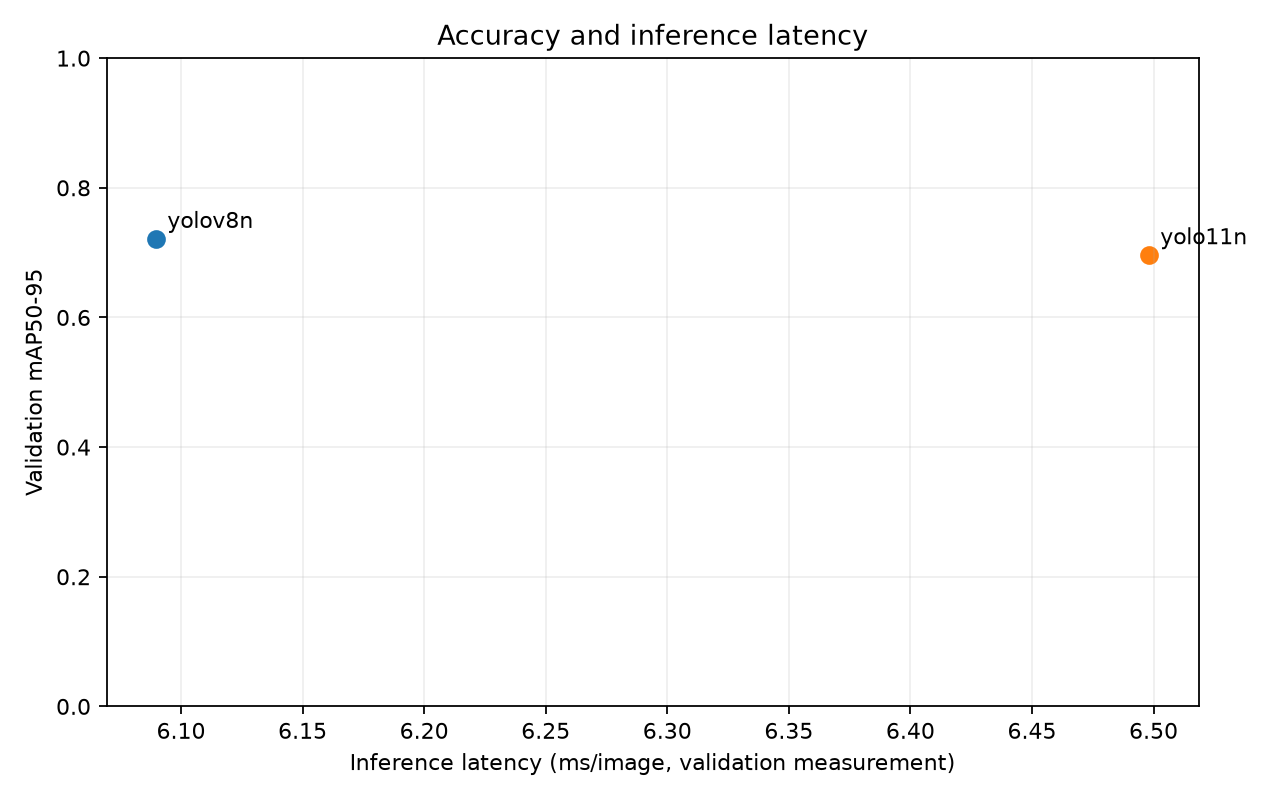 Accuracy and inference latency
1.0
0.8
0.6
0.4
0.2
0.0
Validation mAP50-95
yolov8n
yolo11n
6.10 6.15 6.20 6.25 6.30 6.35 6.40 6.45 6.50
Inference latency (ms/image, validation measurement)